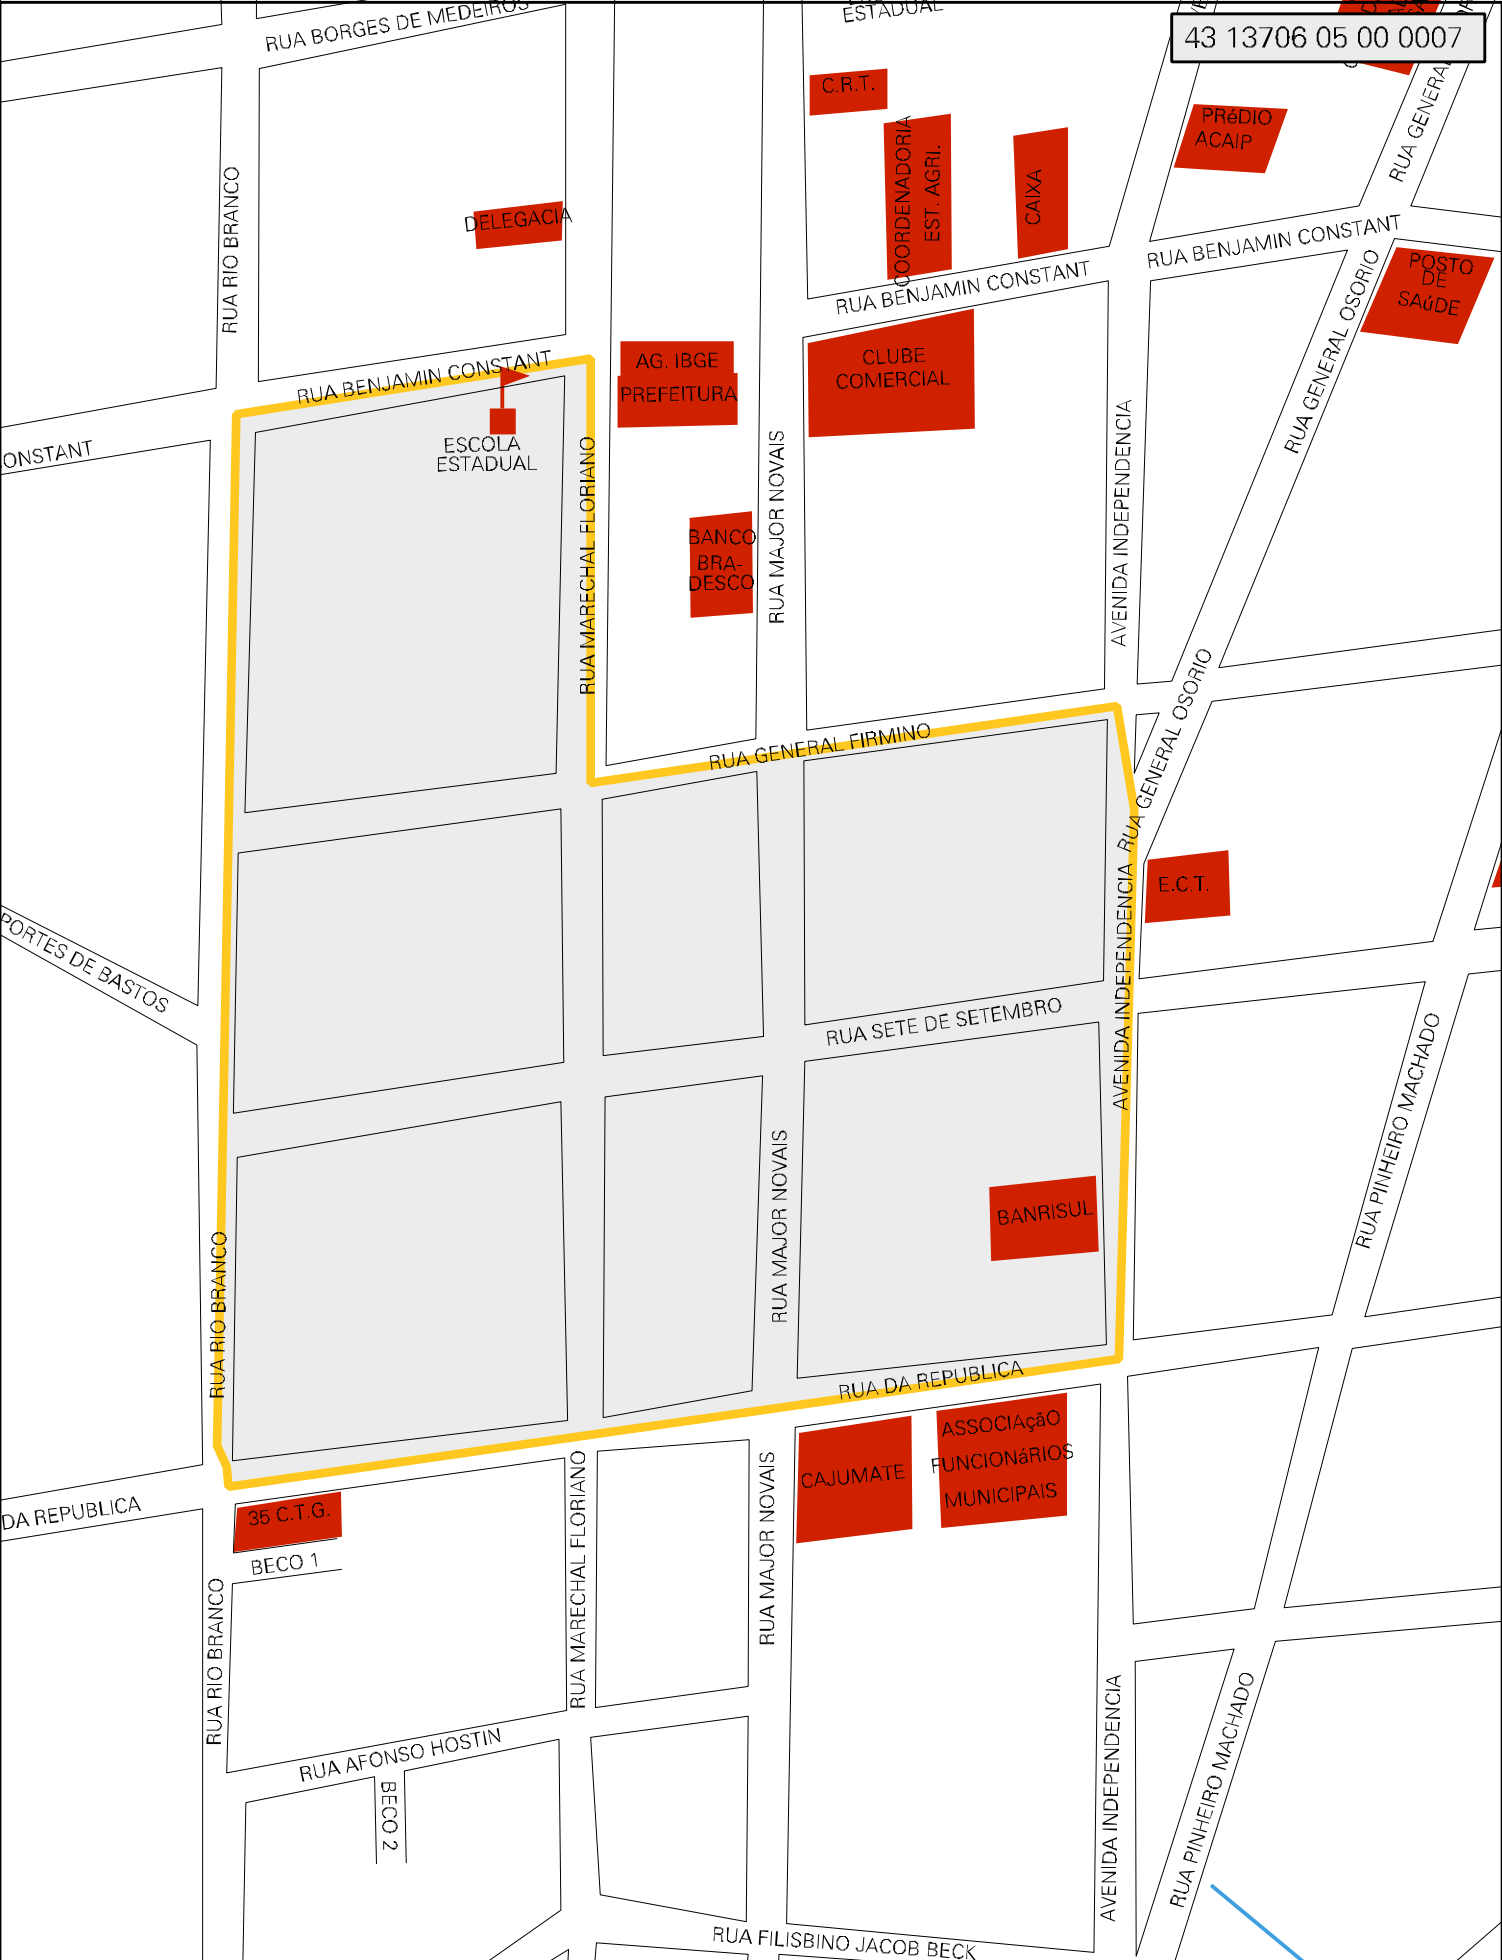 RUA BORGES DE MEDEIROS
ESTADUAL
43 13706 05 00 0007
C.R.T.
COORDENADORIA
EST. AGRI.
CAIXA
PRéDIO
ACAIP
RUA GENERAL
RUA RIO BRANCO
DELEGACIA
RUA BENJAMIN CONSTANT
RUA BENJAMIN CONSTANT
POSTO
DE
SAúDE
RUA GENERAL OSORIO
RUA BENJAMIN CONSTANT
AG. IBGE
PREFEITURA
CLUBE
COMERCIAL
ONSTANT
ESCOLA
ESTADUAL
RUA MARECHAL FLORIANO
BANCO
BRA-
DESCO
RUA MAJOR NOVAIS
AVENIDA INDEPENDENCIA
RUA GENERAL FIRMINO
RUA GENERAL OSORIO
E.C.T.
PORTES DE BASTOS
RUA SETE DE SETEMBRO
AVENIDA INDEPENDENCIA
RUA PINHEIRO MACHADO
RUA RIO BRANCO
RUA MAJOR NOVAIS
BANRISUL
RUA DA REPUBLICA
DA REPUBLICA
35 C.T.G.
BECO 1
CAJUMATE
ASSOCIAçãO
FUNCIONáRIOS
MUNICIPAIS
RUA RIO BRANCO
RUA MARECHAL FLORIANO
RUA MAJOR NOVAIS
RUA AFONSO HOSTIN
BECO 2
AVENIDA INDEPENDENCIA
RUA PINHEIRO MACHADO
RUA FILISBINO JACOB BECK